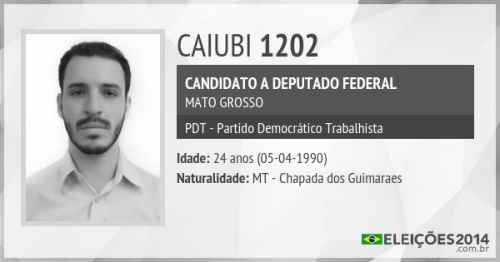 CAIUBI 1202
CANDIDATO A DEPUTADO FEDERAL
MATO GROSSO
PDT - Partido Democrático Trabalhista
Idade: 24 anos (05-04-1990)
Naturalidade: MT - Chapada dos Guimaraes
ELEIÇÕES2014
.com.br